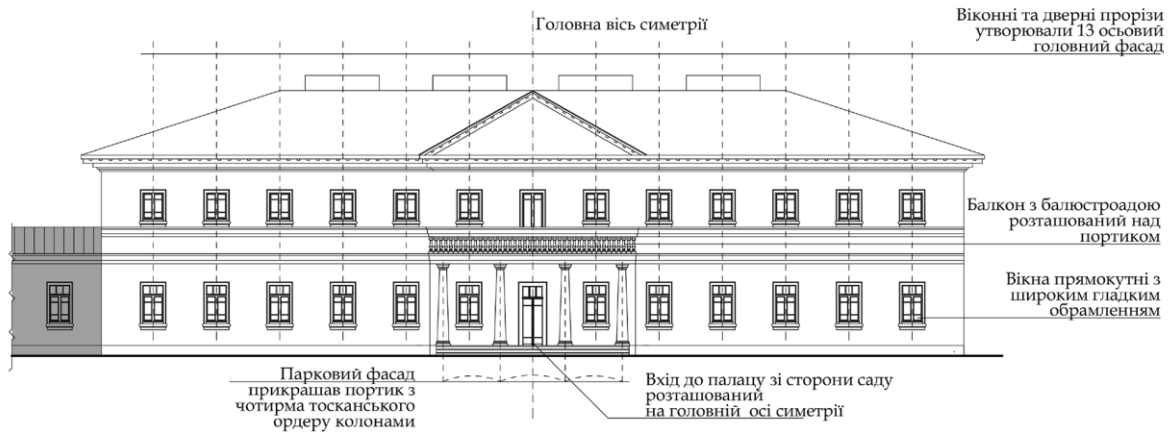 Головна вісь симетрії
Віконні та дверні прорізи
утворювали 13 осьовий
головний фасад
Балкон з балюстроадою
розташований над
портиком
Вікна прямокутні з
широким гладким
обрамленням
Парковий фасад
прикрашав портик з
чотирма тосканського
ордеру колонами
Вхід до палацу зі сторони саду
розташований
на головній осі симетрії